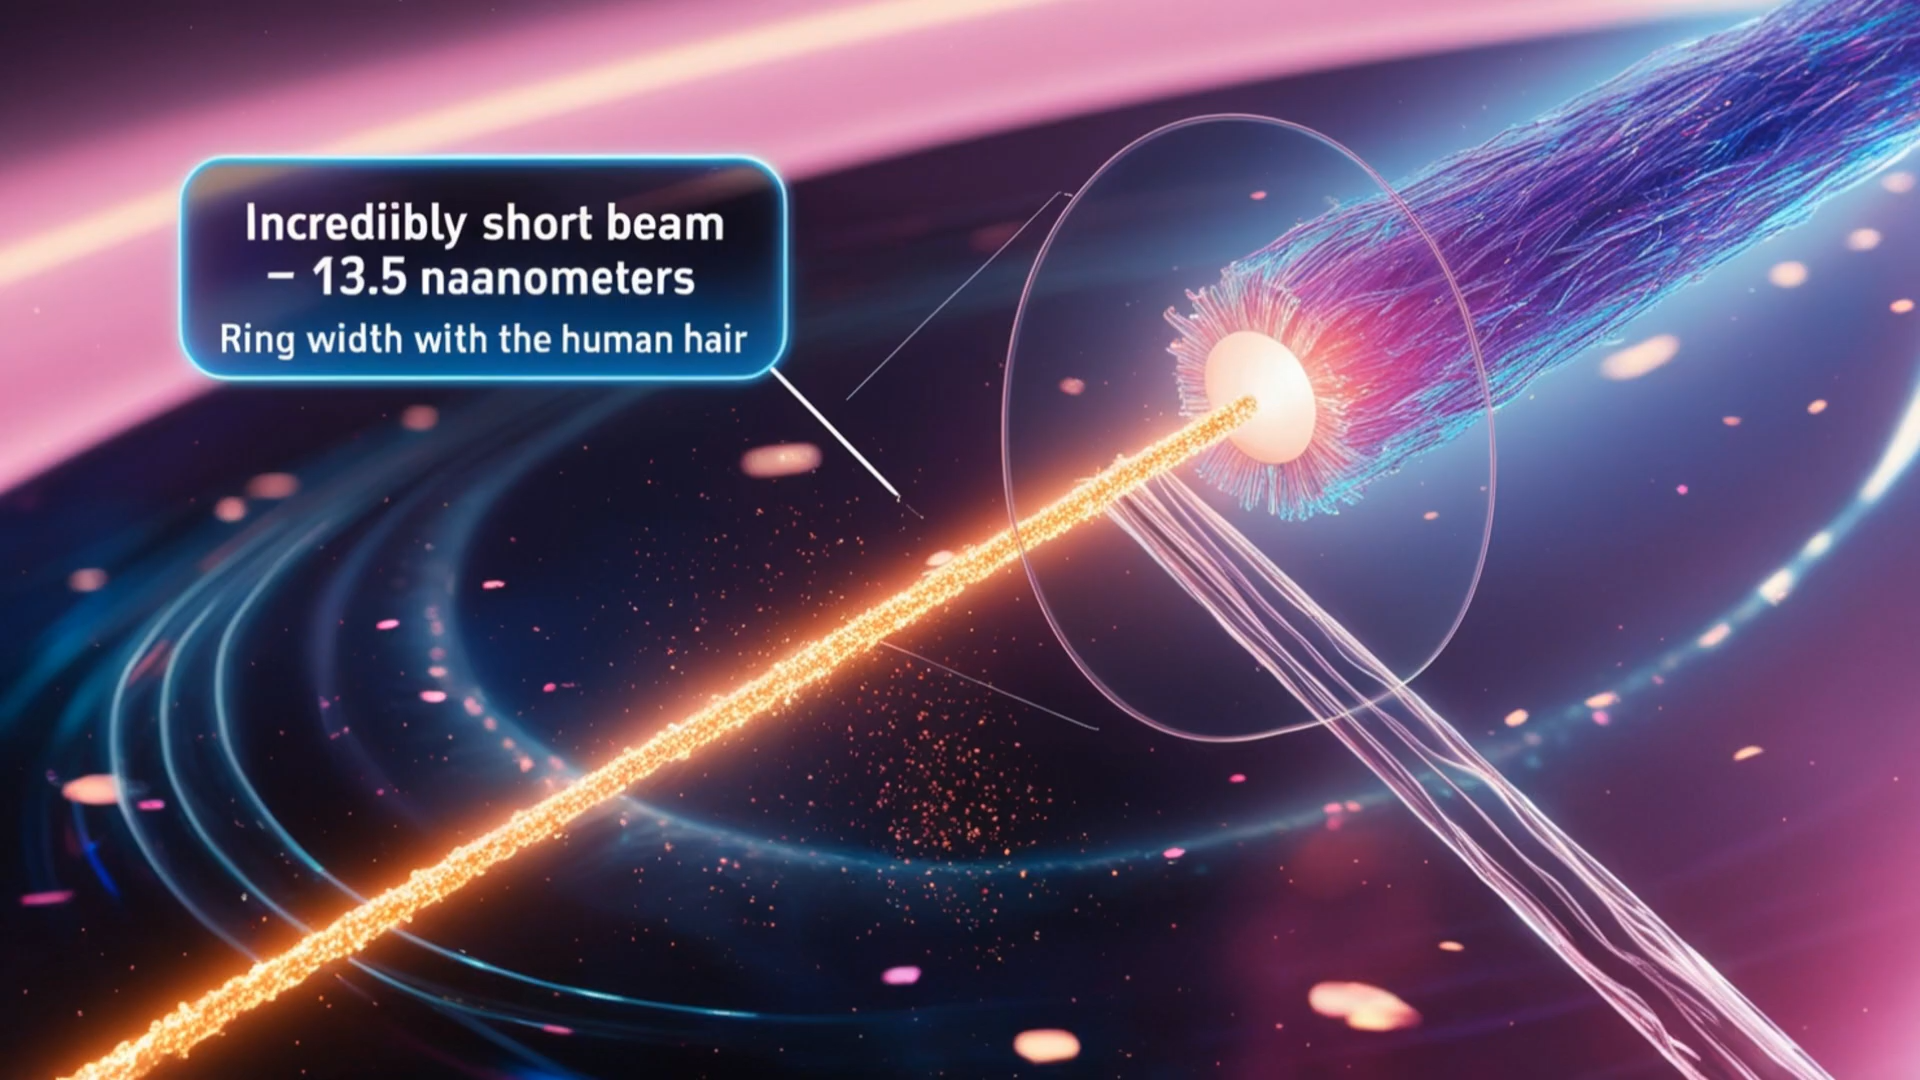 Incrediibly short beam
– 13.5 naanometers
Ring width with the human hair